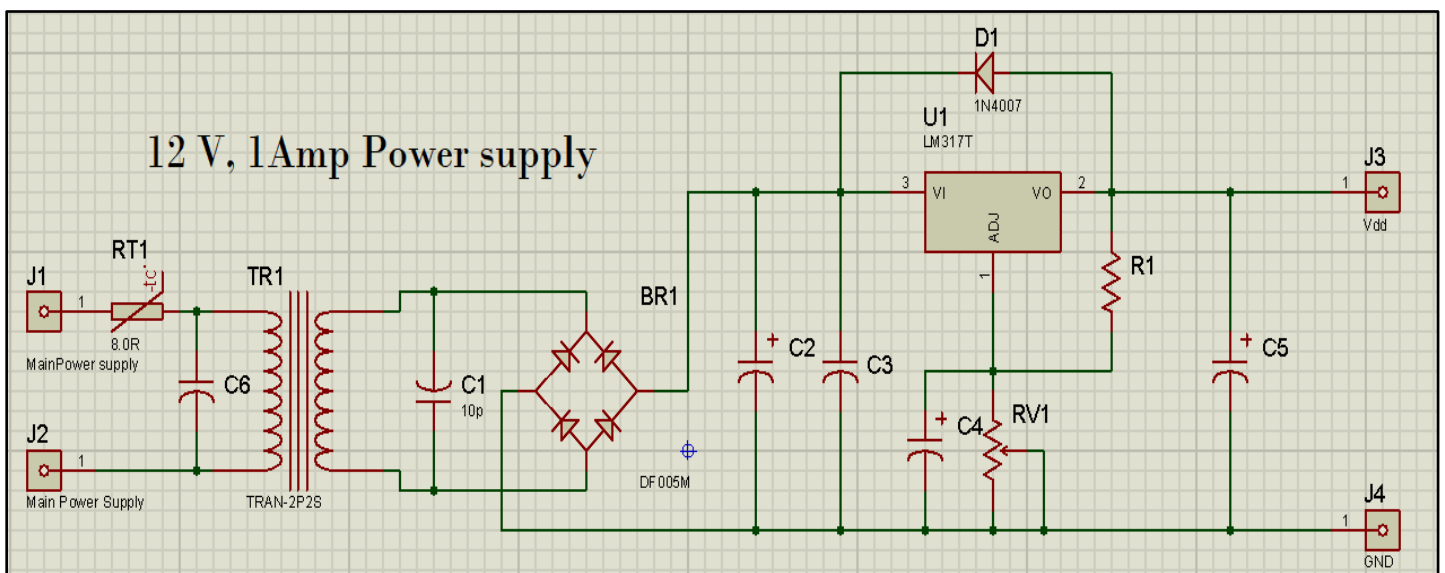 12 V, 1Amp Power supply
D1
1N4007
U1
LM317T
3
VI
VO
2
ADJ
1
J3
1
Vdd
R1
RT1
-tc
8.0R
J1
1
MainPower supply
TR1
TRAN-2P2S
C6
J2
1
Main Power Supply
C1
10p
BR1
DF005M
C2
C3
C4
RV1
C5
J4
1
GND
+
+
+